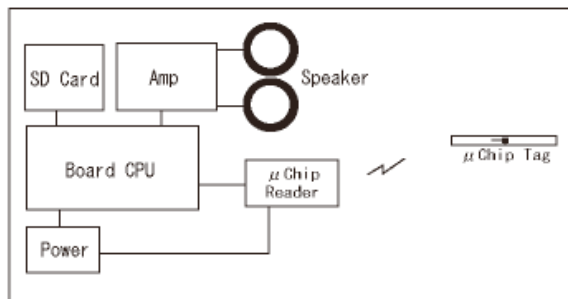 SD Card
Amp
Speaker
Board CPU
μChip
Reader
μChip Tag
Power